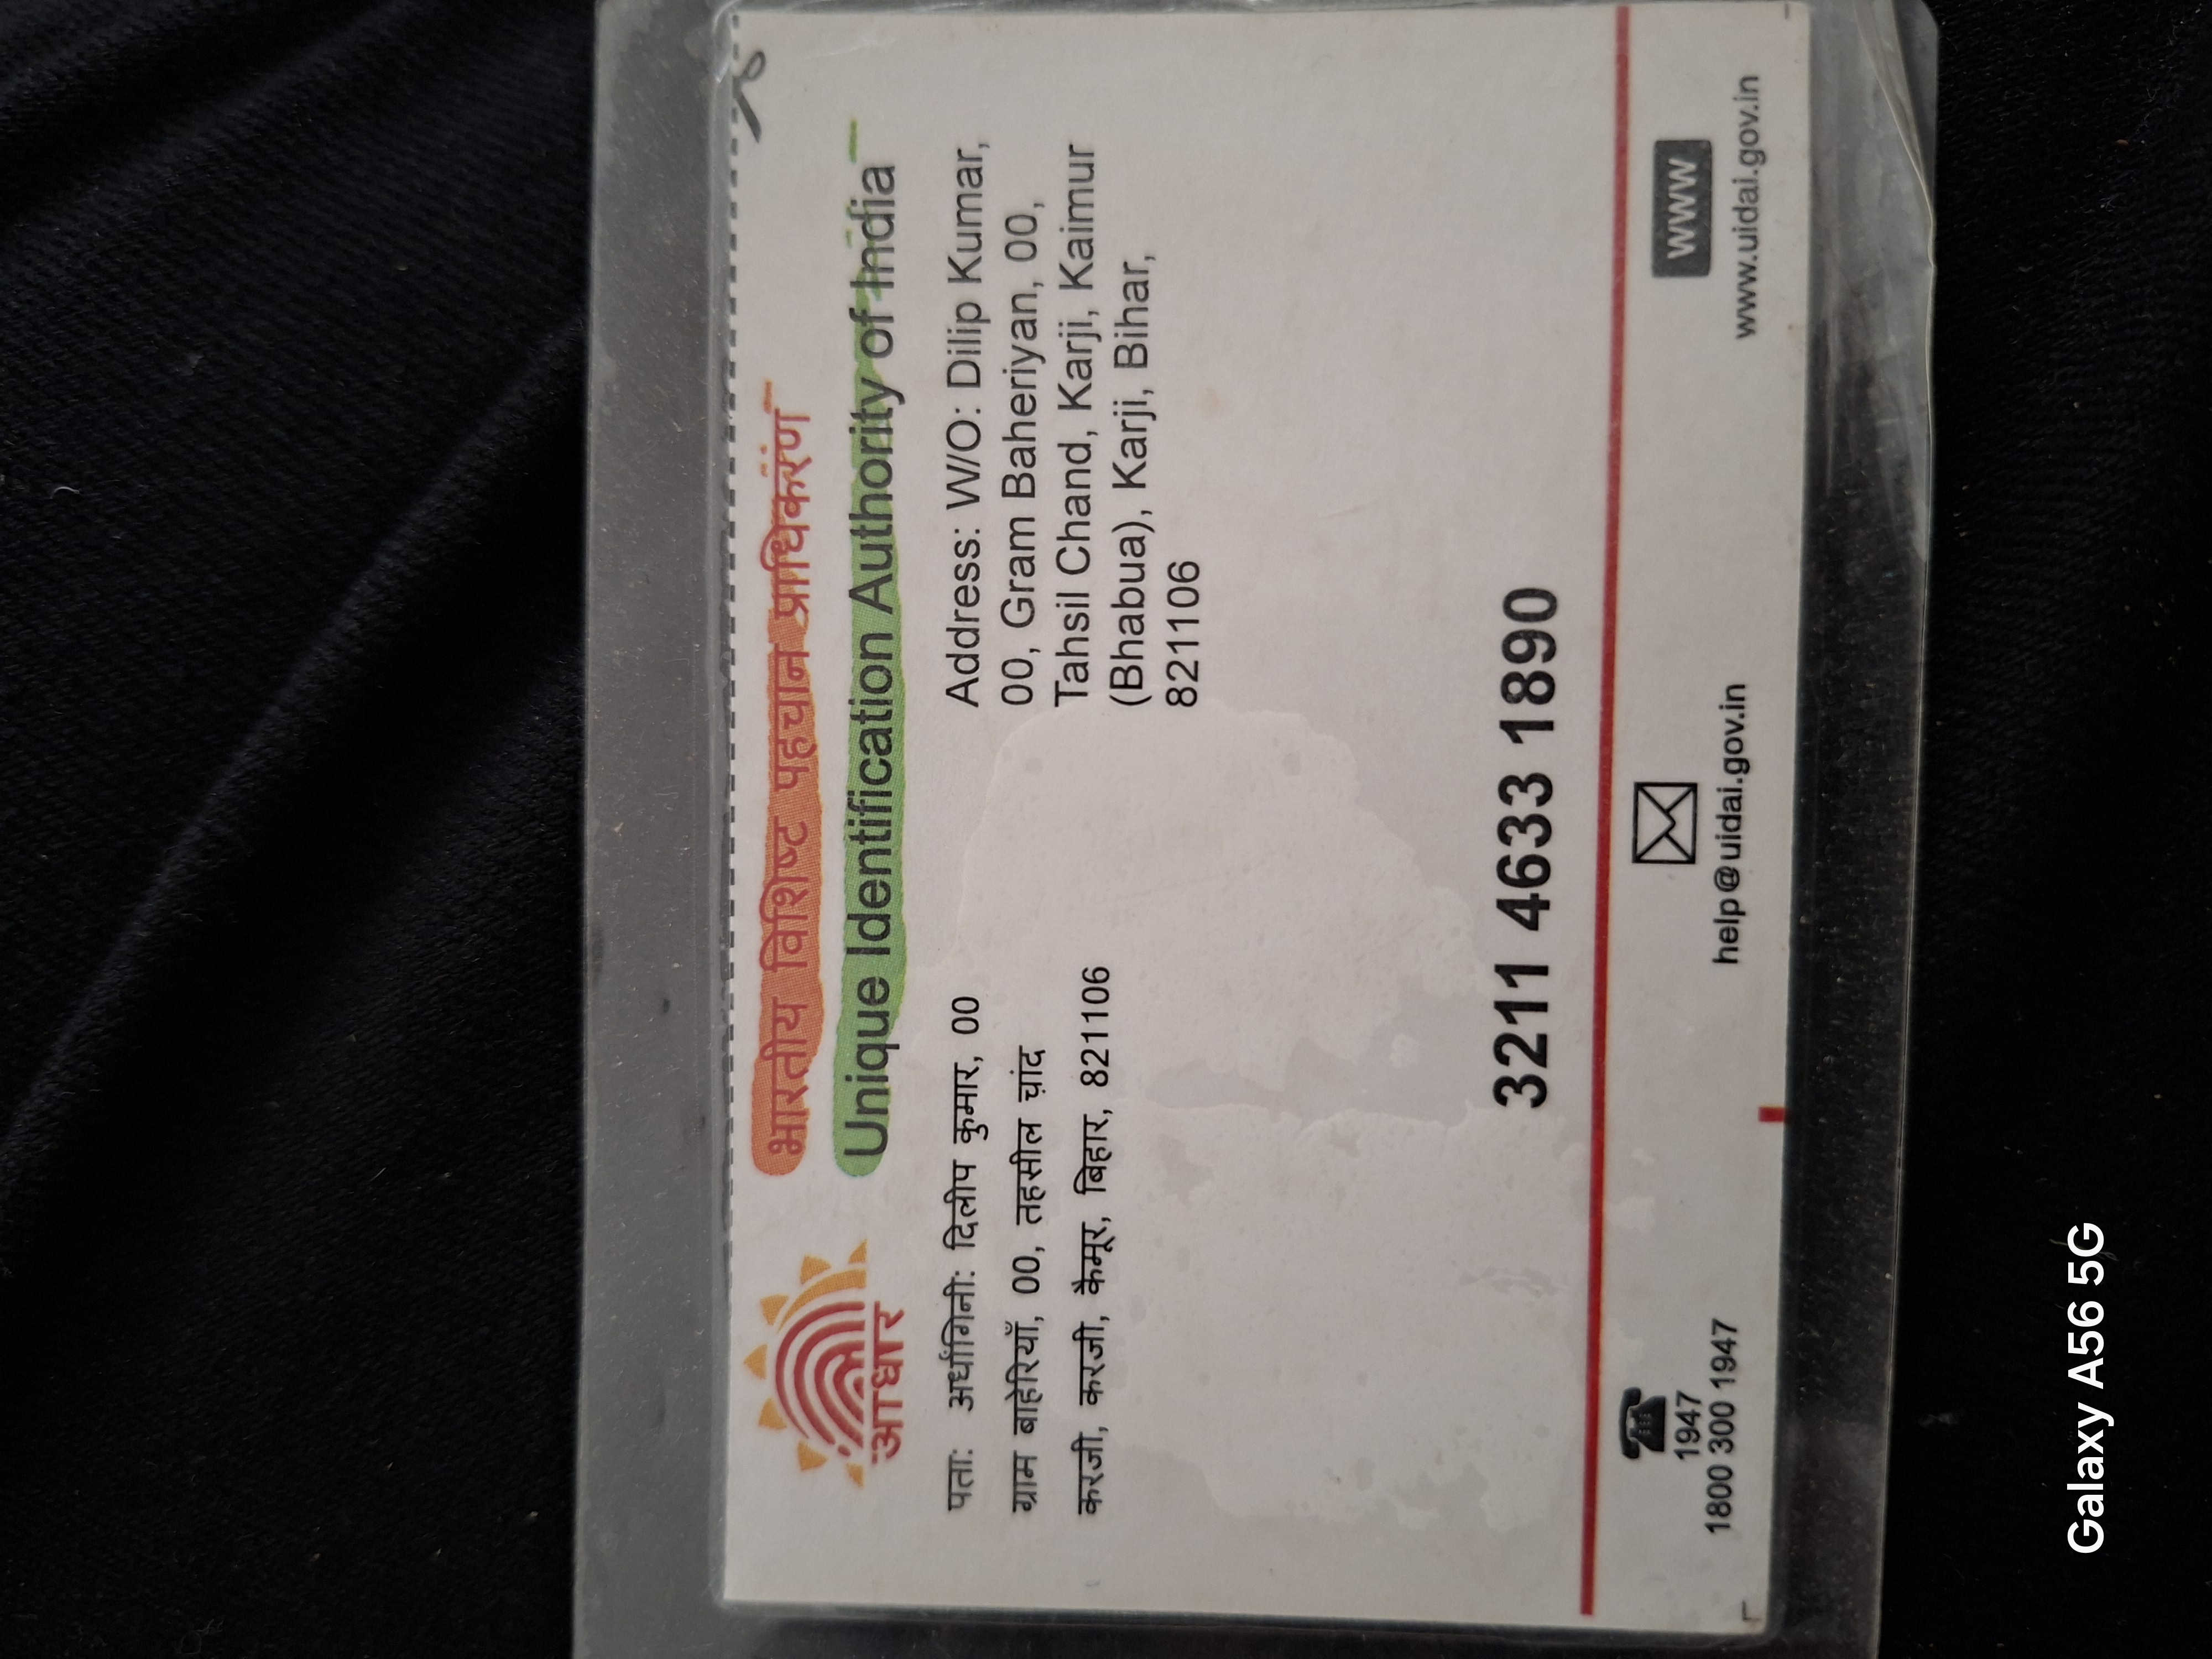 भारतीय विशिष्ट पहचान प्राधिकरण
Unique Identification Authority of India
आधार
पता: अर्धांगिनी: दिलीप कुमार, 00
ग्राम बाहेरियाँ, 00, तहसील चांद
करजी, करजी, कैमूर, बिहार, 821106
Address: W/O: Dilip Kumar,
00, Gram Baheriyan, 00,
Tahsil Chand, Karji, Kaimur
(Bhabua), Karji, Bihar,
821106
3211 4633 1890
1947
1800 300 1947
help@uidai.gov.in
WWW
www.uidai.gov.in
Galaxy A56 5G